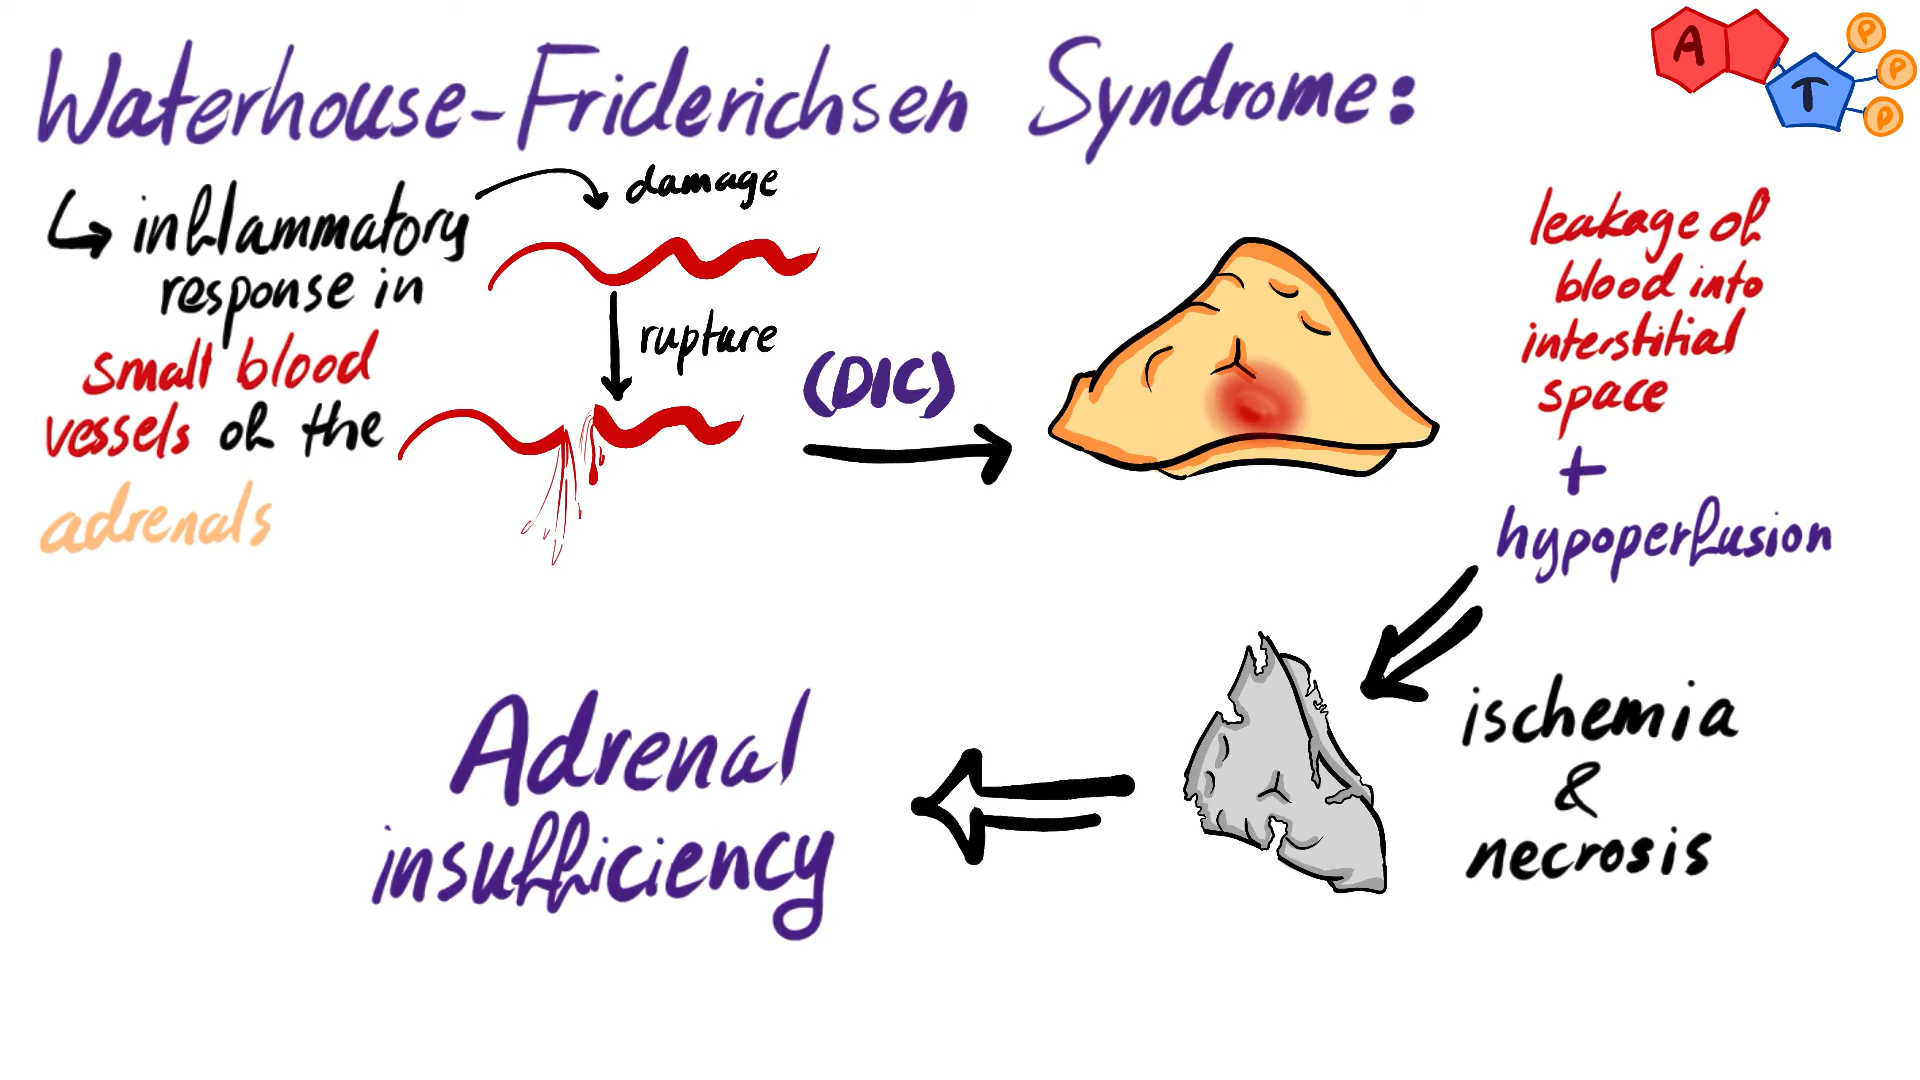 Waterhouse-Friderichsen Syndrome:
A
T
P
P
P
inflammatory
response in
small blood
vessels of the
adrenals
damage
rupture
(DIC)
leakage of
blood into
interstitial
space
+
hypoperfusion
ischemia
&
necrosis
Adrenal
insufficiency